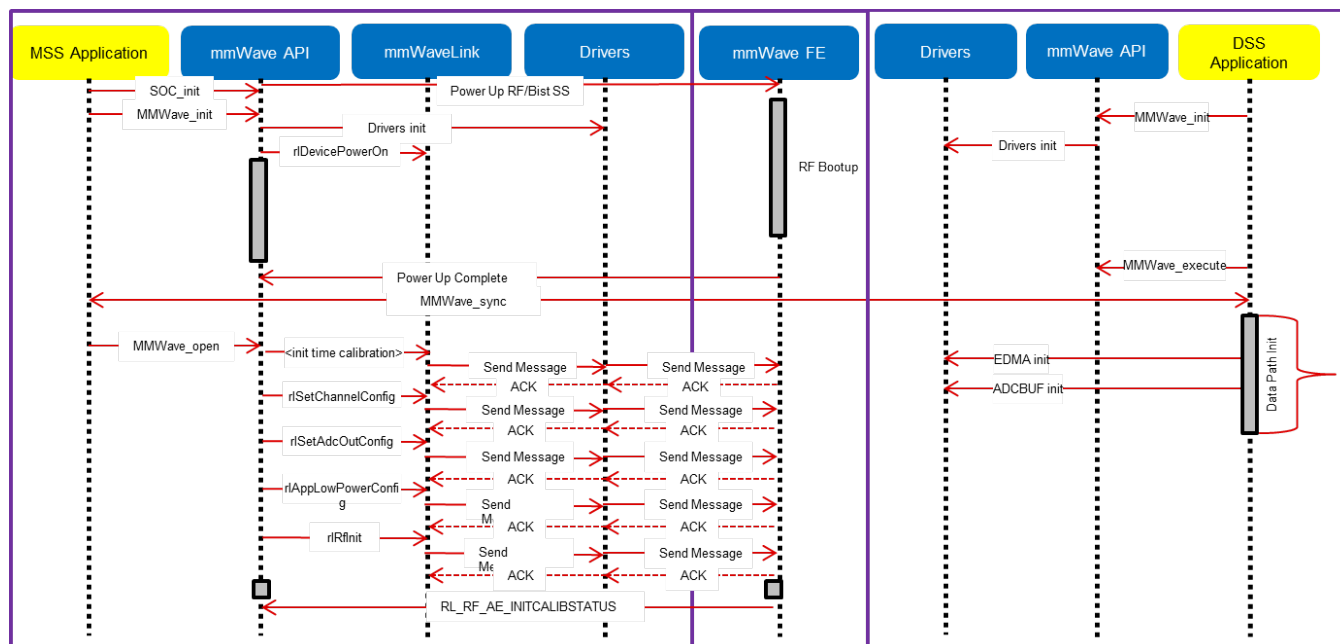 MSS Application
mmWave API
mmWaveLink
Drivers
mmWave FE
Drivers
mmWave API
DSS
Application
SOC_init
Power Up RF/Bist SS
MMWave_init
MMWave_init
Drivers init
Drivers init
rlDevicePowerOn
RF Bootup
MMWave_execute
Power Up Complete
MMWave_sync
MMWave_open
<init time calibration>
Send Message
Send Message
EDMA init
ACK
ACK
ADCBUF init
Data Path Init
rlSetChannelConfig
Send Message
Send Message
ACK
ACK
rlSetAdcOutConfig
Send Message
Send Message
ACK
ACK
rlAppLowPowerConfi
g
Send
Send Message
ACK
ACK
rlRfInit
Send
Send Message
ACK
ACK
RL_RF_AE_INITCALIBSTATUS